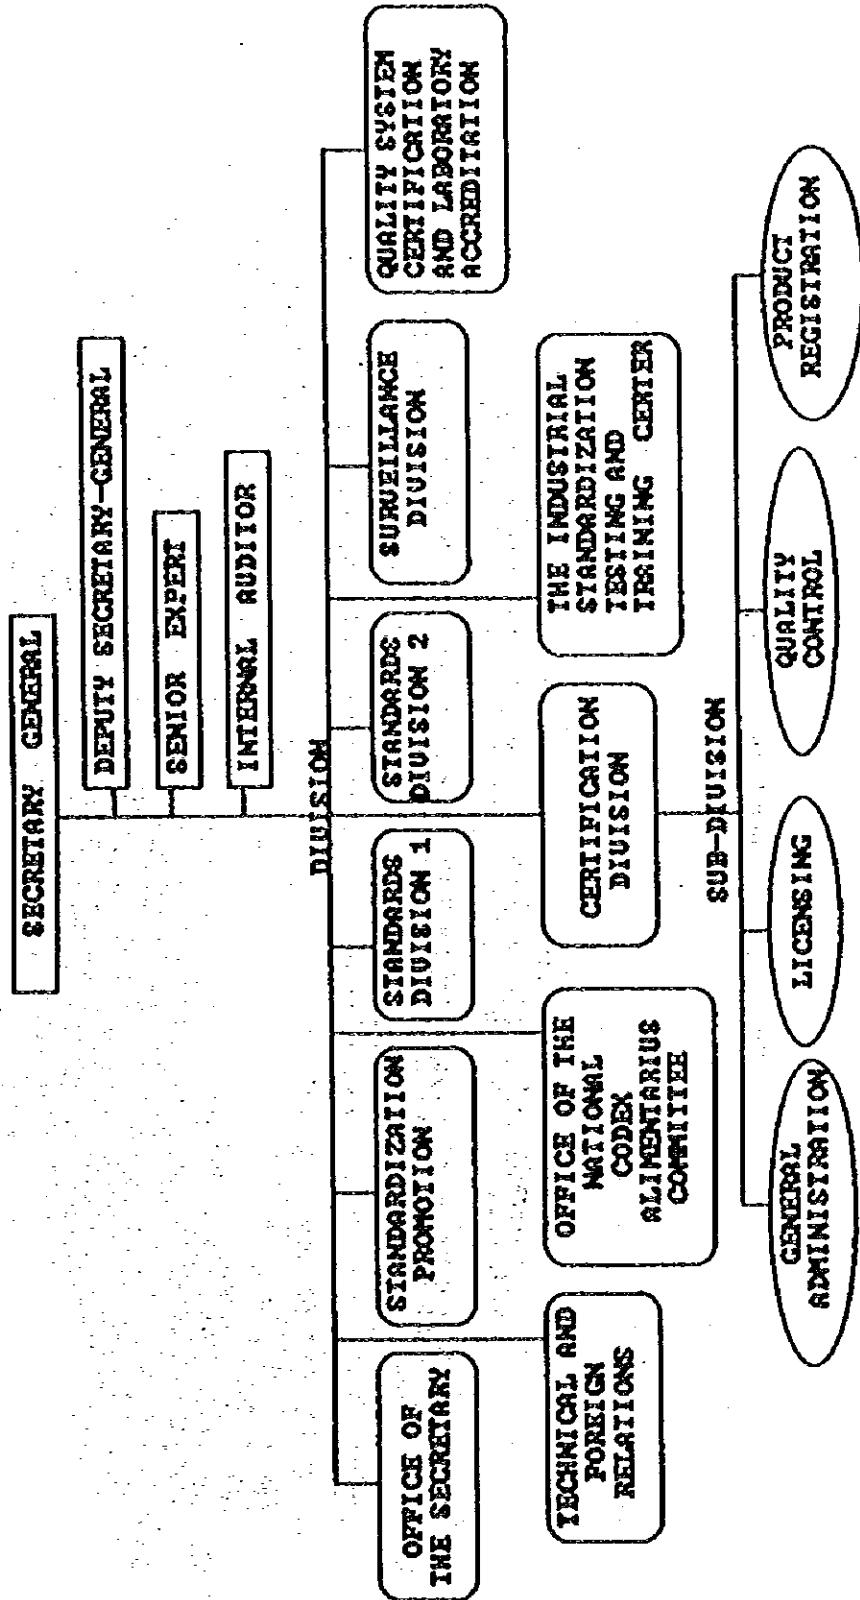 SECRETARY GENERAL
DEPUTY SECRETARY-GENERAL
SENIOR EXPERT
INTERNAL AUDITOR
DIVISION
OFFICE OF
THE SECRETARY
STANDARDIZATION
PROMOTION
STANDARDS
DIVISION 1
STANDARDS
DIVISION 2
SURVEILLANCE
DIVISION
QUALITY SYSTEM
CERTIFICATION
AND LABORATORY
ACCREDITATION
TECHNICAL AND
FOREIGN
RELATIONS
OFFICE OF THE
NATIONAL
CODEX
ALIMENTARIUS
COMMITTEE
CERTIFICATION
DIVISION
THE INDUSTRIAL
STANDARDIZATION
TESTING AND
TRAINING CENTER
SUB-DIVISION
GENERAL
ADMINISTRATION
LICENSING
QUALITY
CONTROL
PRODUCT
REGISTRATION